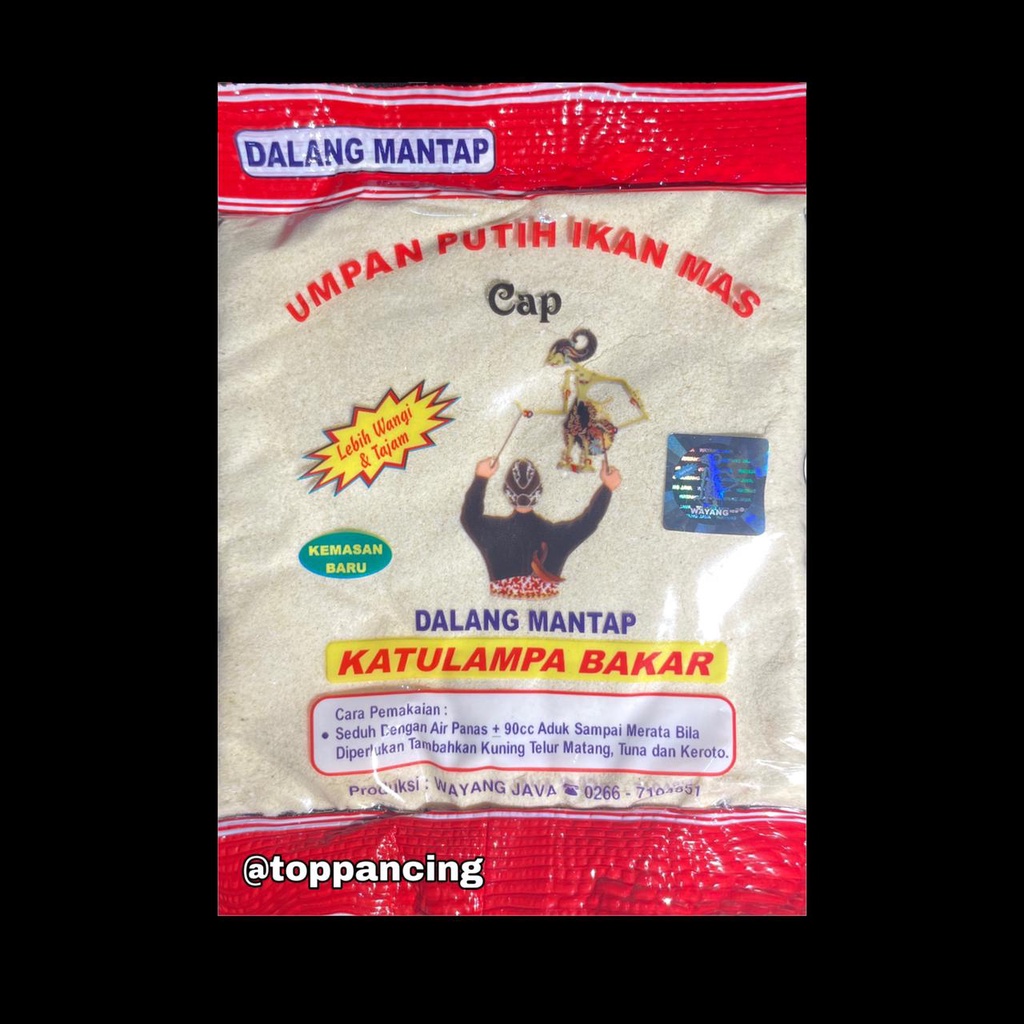 DALANG MANTAP
UMPAN PUTIH IKAN MAS
Cap
Lebih Wangi
& Tajam
WAYANG
KEMASAN
BARU
DALANG MANTAP
KATULAMPA BAKAR
Cara Pemakaian :
• Seduh Dengan Air Panas ± 90cc Aduk Sampai Merata Bila
Diperlukan Tambahkan Kuning Telur Matang, Tuna dan Keroto.
Produksi : WAYANG JAVA ☎ 0266 -
@toppancing